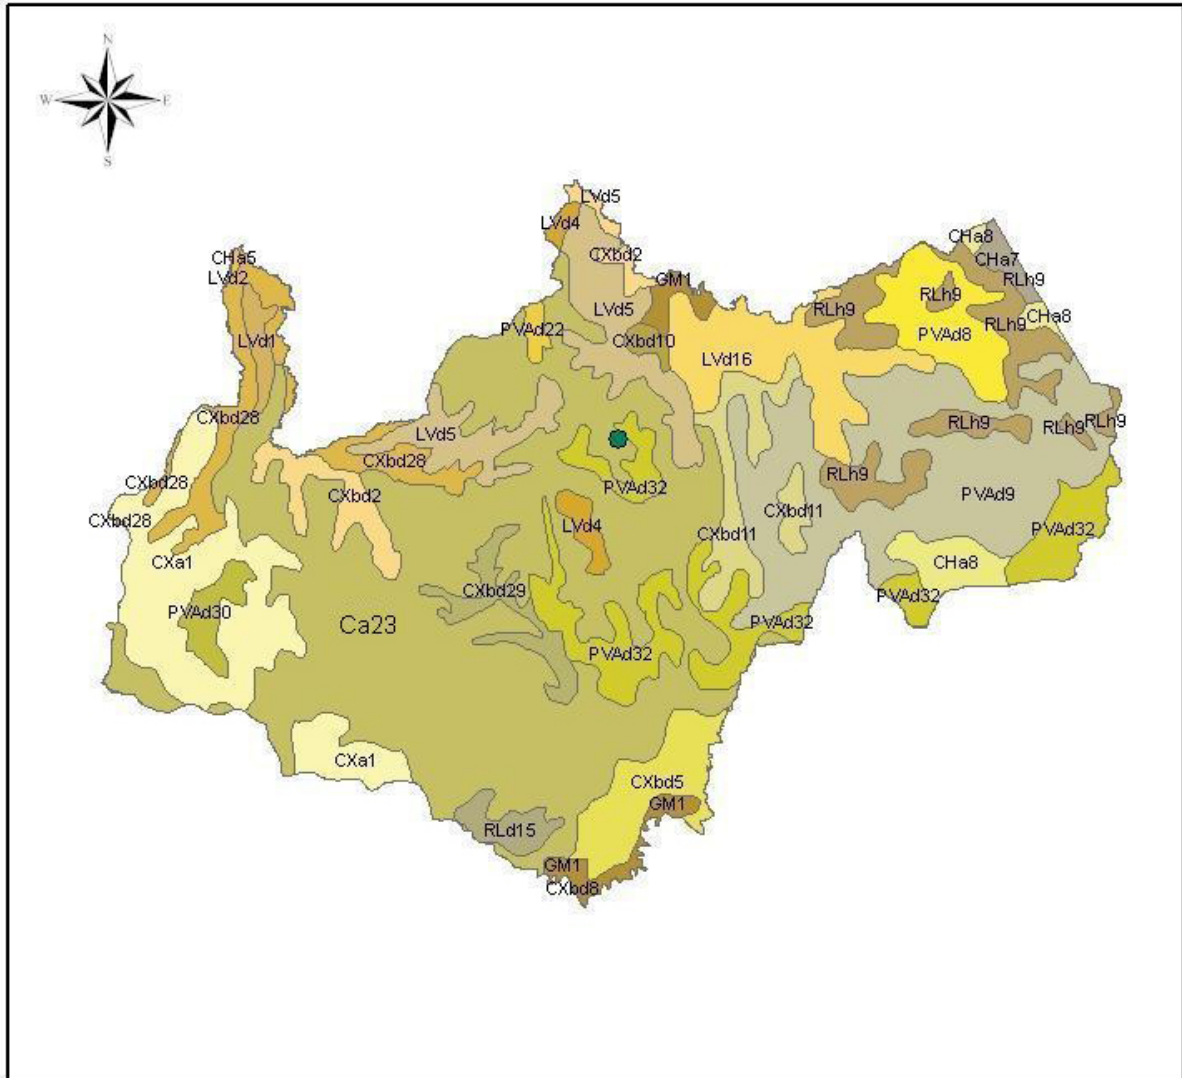 N
W E
S
LVd5
LVd4
CHa8
CXbd2
CHa5
CHa7
LVd2
GM1
RLh9
RLh9
LVd5
RLh9
CHa8
RLh9
PVAd22
PVAd8
LVd1
CXbd10
LVd16
CXbd28
RLh9
RLh9
RLh9
LVd5
CXbd28
RLh9
CXbd28
PVAd32
CXbd2
PVAd9
CXbd11
CXbd28
LVd4
PVAd32
CXbd11
CXa1
CHa8
CXbd29
PVAd32
PVAd30
Ca23
PVAd32
PVAd32
CXa1
CXbd5
GM1
RLd15
GM1
CXbd8